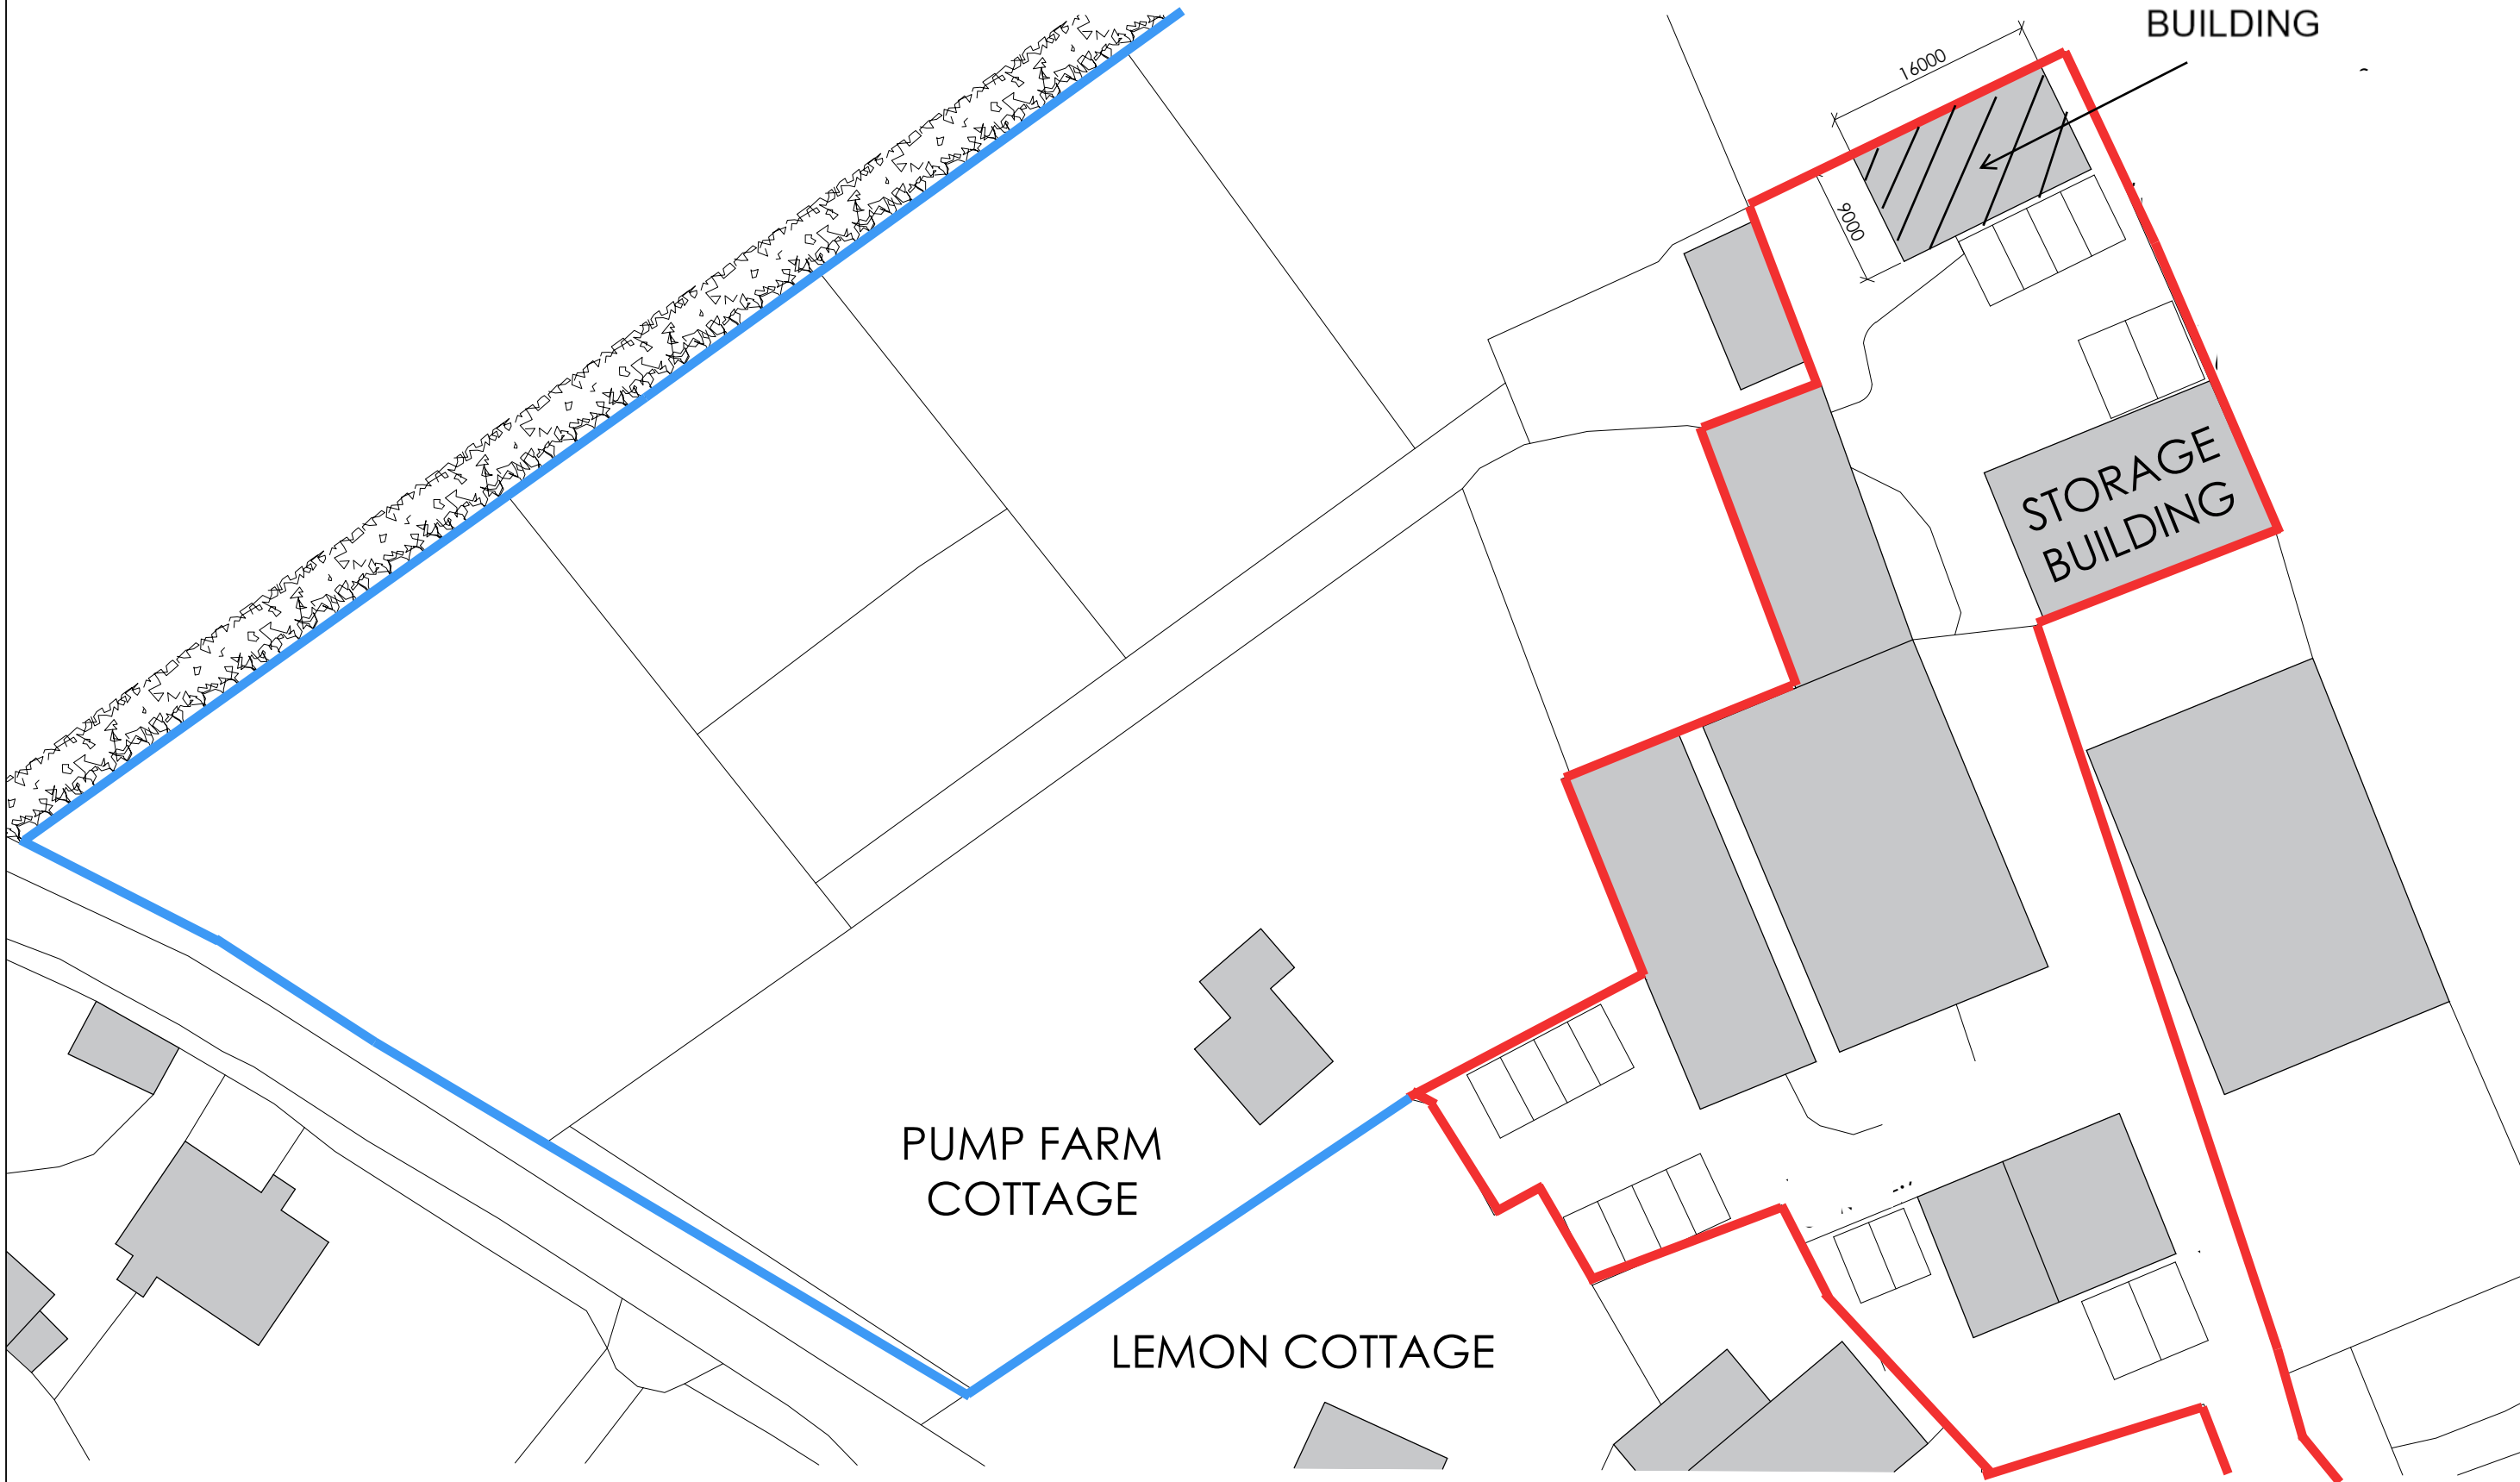 BUILDING
16000
9000
STORAGE
BUILDING
PUMP FARM
COTTAGE
LEMON COTTAGE